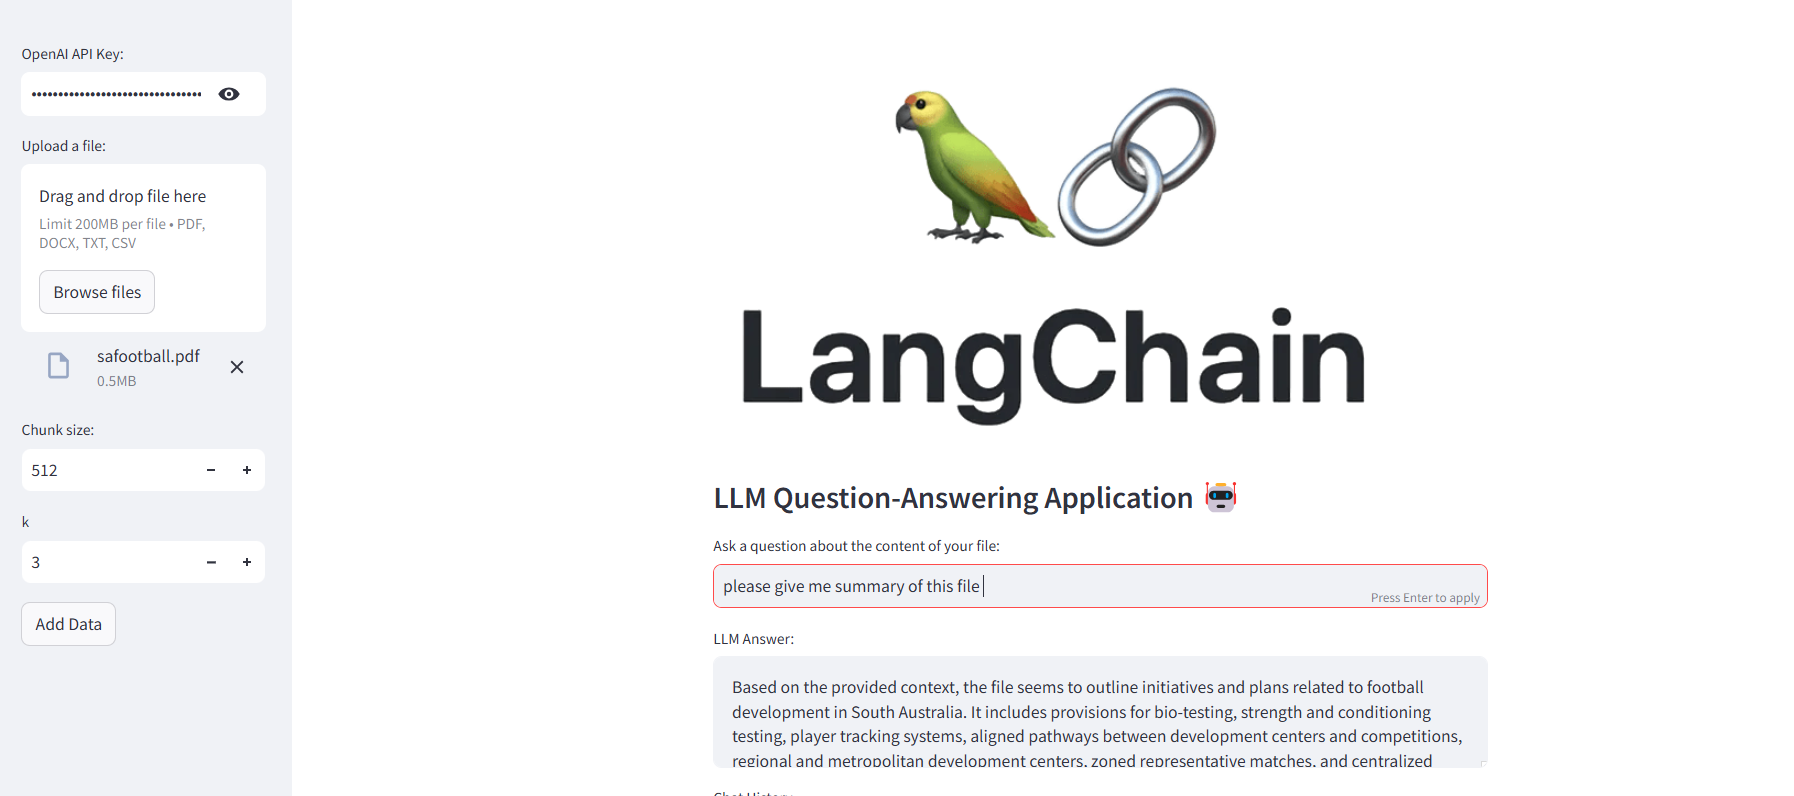 OpenAI API Key:
Upload a file:
Drag and drop file here
Limit 200MB per file • PDF,
DOCX, TXT, CSV
Browse files
safootball.pdf
0.5MB
Chunk size:
512
k
3
Add Data
LangChain
LLM Question-Answering Application
Ask a question about the content of your file:
please give me summary of this file
Press Enter to apply
LLM Answer:
Based on the provided context, the file seems to outline initiatives and plans related to football
development in South Australia. It includes provisions for bio-testing, strength and conditioning
testing, player tracking systems, aligned pathways between development centers and competitions,
regional and metropolitan development centers, zoned representative matches, and centralized
Chat History